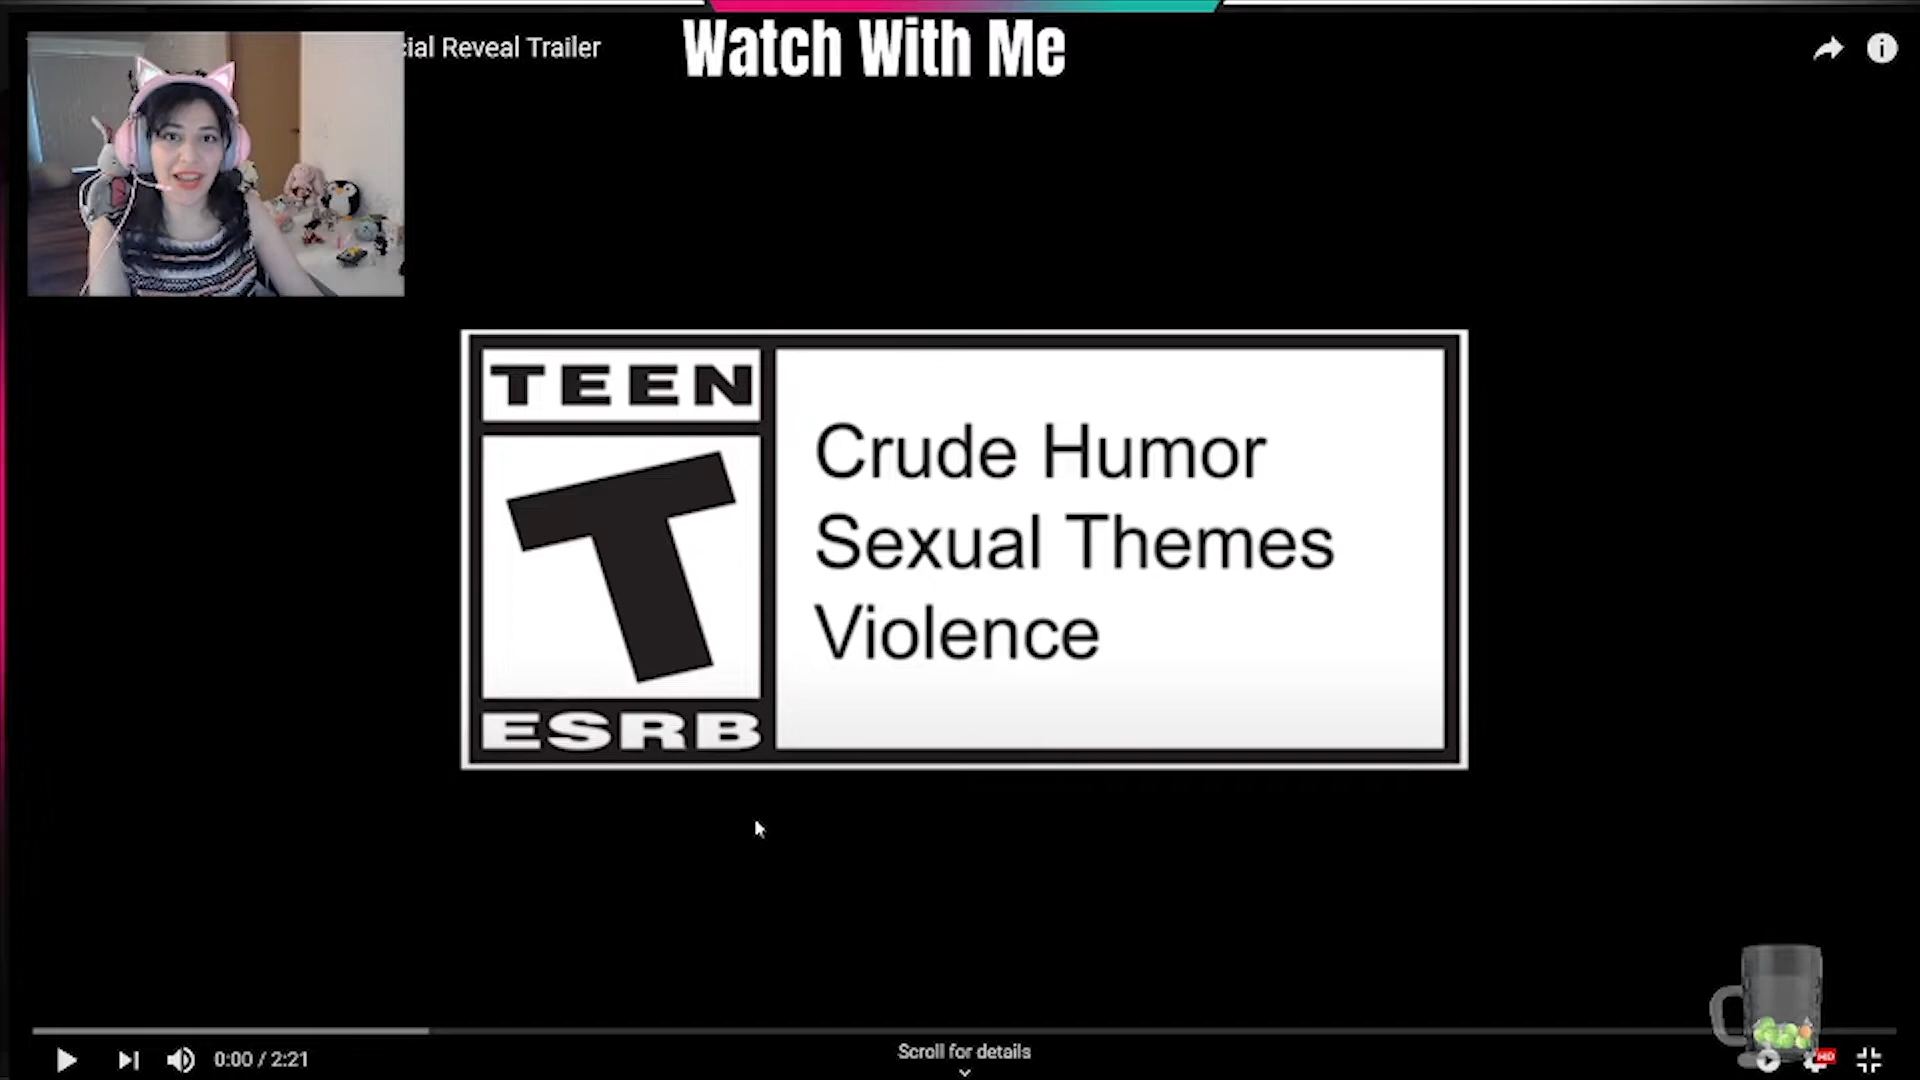 ial Reveal Trailer
Watch With Me
TEEN
T
ESRB
Crude Humor
Sexual Themes
Violence
0:00 / 2:21
Scroll for details
HD